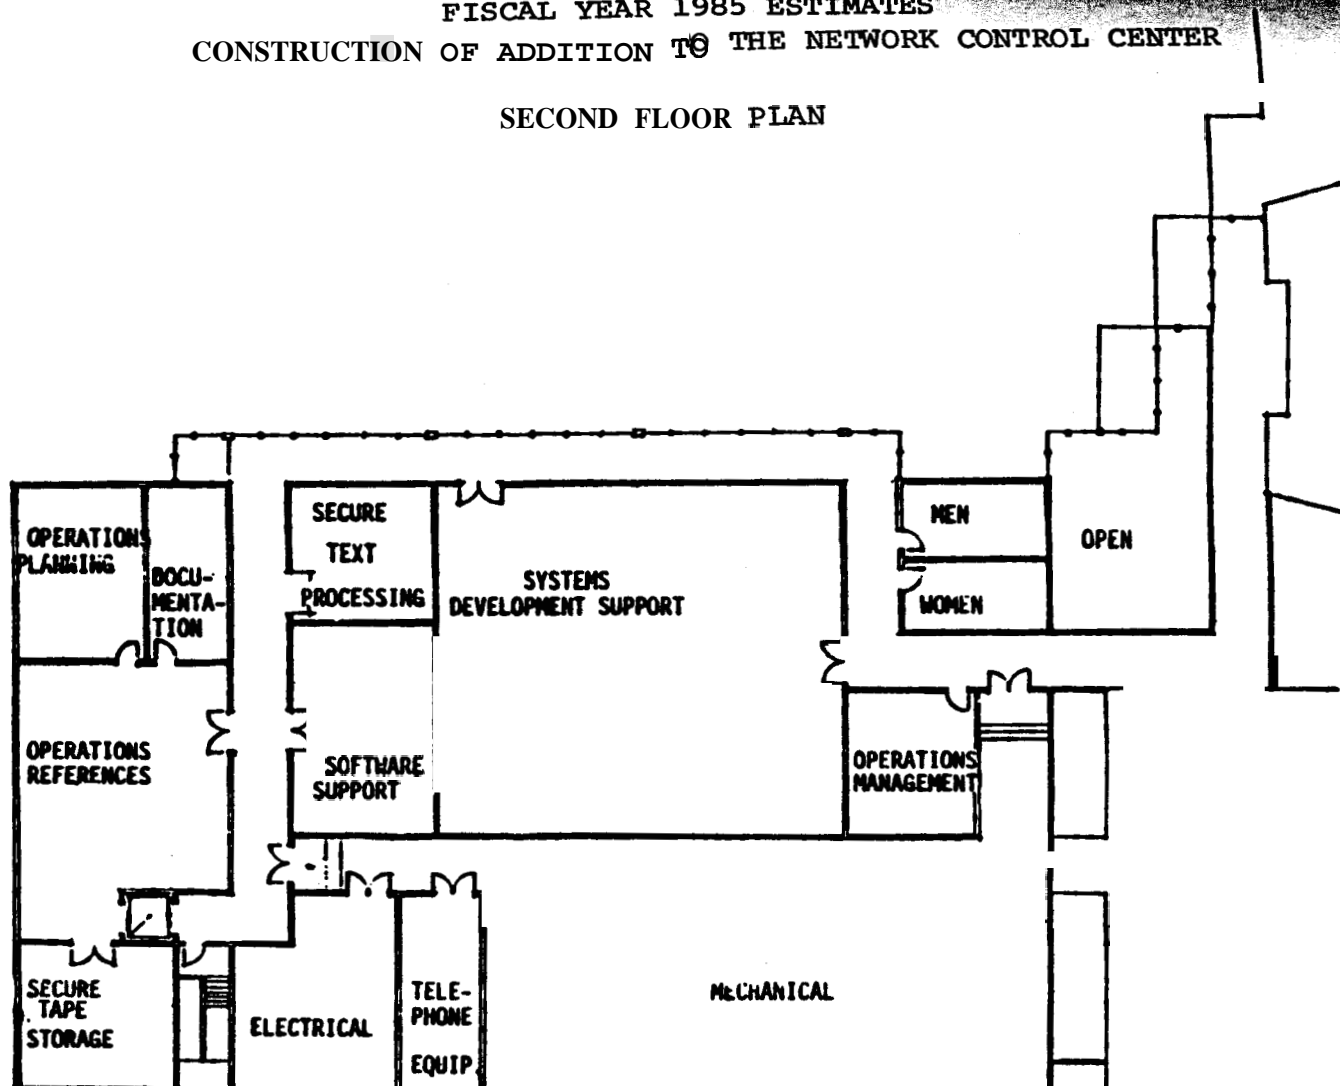 FISCAL YEAR 1985 ESTIMATES
CONSTRUCTION OF ADDITION TO THE NETWORK CONTROL CENTER
SECOND FLOOR PLAN
OPERATIONS
PLANNING
DOCU-
MENTA-
TION
SECURE
TEXT
PROCESSING
SYSTEMS
DEVELOPMENT SUPPORT
MEN
WOMEN
OPEN
OPERATIONS
REFERENCES
SOFTWARE
SUPPORT
OPERATIONS
MANAGEMENT
SECURE
TAPE
STORAGE
ELECTRICAL
TELE-
PHONE
EQUIP.
MECHANICAL